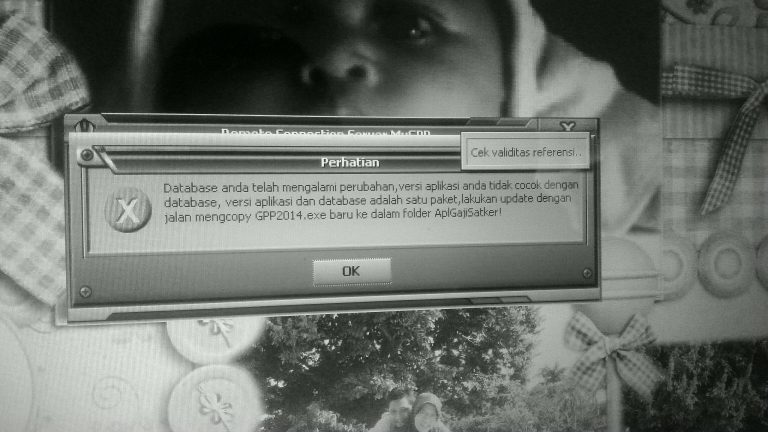 Remote Connection Server MyGPP
Cek validitas referensi..
Perhatian
Database anda telah mengalami perubahan,versi aplikasi anda tidak cocok dengan
database, versi aplikasi dan database adalah satu paket,lakukan update dengan
jalan mengcopy GPP2014.exe baru ke dalam folder AplGajiSatker!
OK